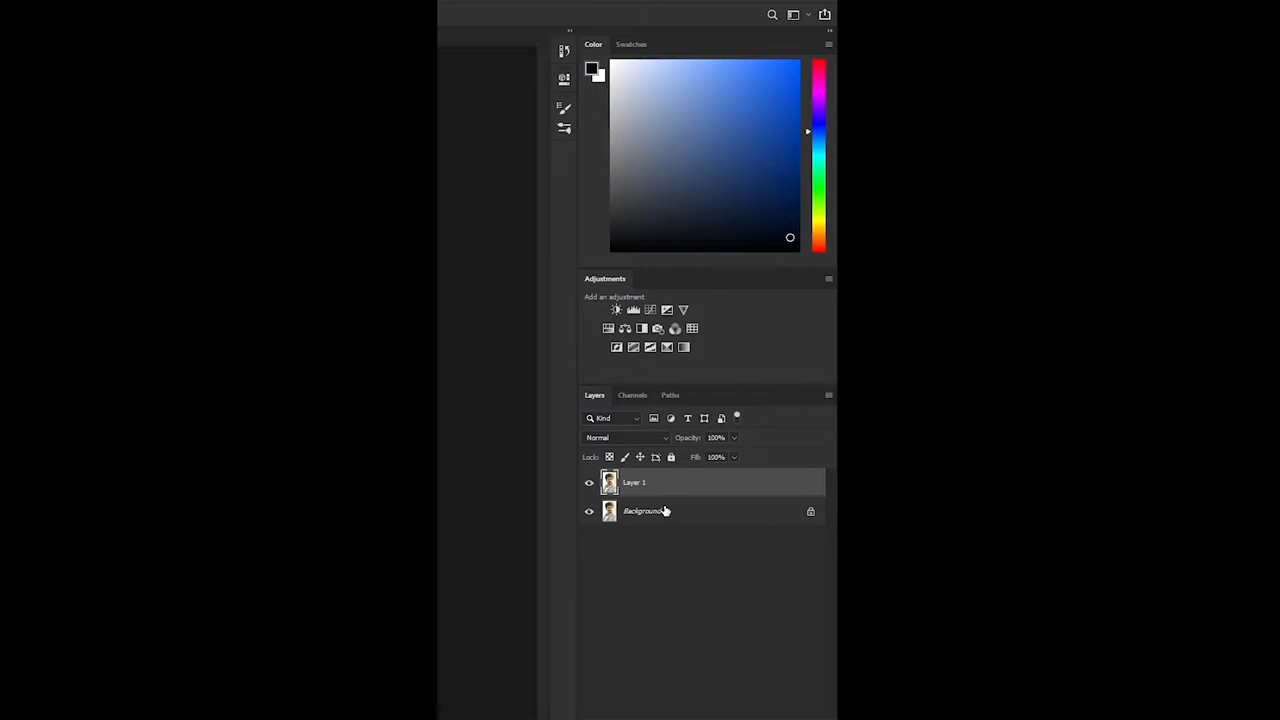 Color Swatches
Adjustments
Add an adjustment
Layers Channels Paths
Kind T
Normal Opacity: 100%
Lock: Fill: 100%
Layer 1
Background